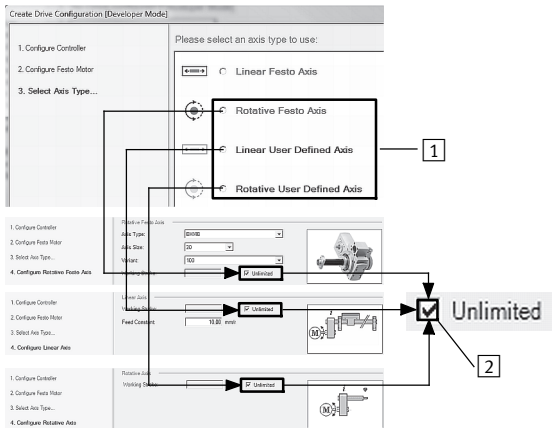 Create Drive Configuration [Developer Mode]
Please select an axis type to use:
1. Configure Controller
2. Configure Festo Motor
3. Select Axis Type...
Linear Festo Axis
Rotative Festo Axis
Linear User Defined Axis
Rotative User Defined Axis
1
Rotative Festo Axis
1. Configure Controller
2. Configure Festo Motor
3. Select Axis Type...
4. Configure Rotative Festo Axis
Axis Type:
Axis Size: 30
Variant: 100
Working Stroke: Unlimited
Linear Axis
1. Configure Controller
2. Configure Festo Motor
3. Select Axis Type...
4. Configure Linear Axis
Working Stroke: Unlimited
Feed Constant: 10,00 mm/r
M
i
Unlimited
2
Rotative Axis
1. Configure Controller
2. Configure Festo Motor
3. Select Axis Type...
4. Configure Rotative Axis
Working Stroke: Unlimited
M
i
φ